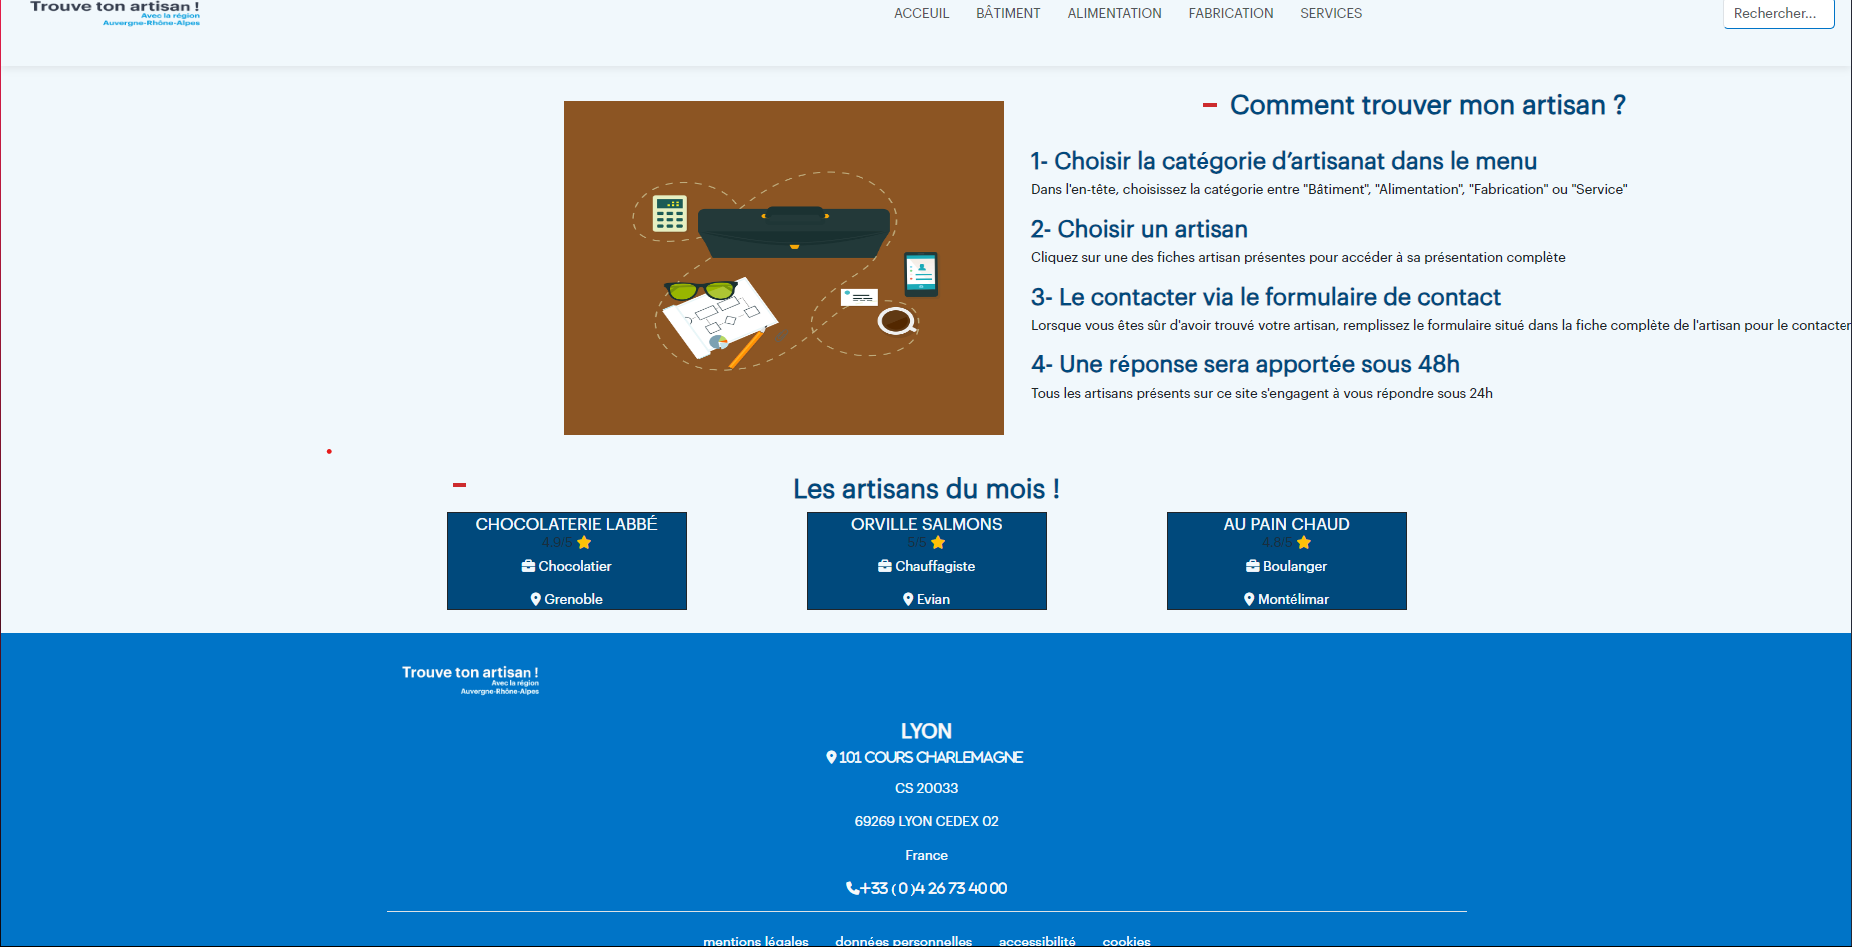 Trouve ton artisan !
Avec la région
Auvergne-Rhône-Alpes
ACCEUIL
BÂTIMENT
ALIMENTATION
FABRICATION
SERVICES
Rechercher...
Comment trouver mon artisan ?
1- Choisir la catégorie d’artisanat dans le menu
Dans l'en-tête, choisissez la catégorie entre "Bâtiment", "Alimentation", "Fabrication" ou "Service"
2- Choisir un artisan
Cliquez sur une des fiches artisan présentes pour accéder à sa présentation complète
3- Le contacter via le formulaire de contact
Lorsque vous êtes sûr d'avoir trouvé votre artisan, remplissez le formulaire situé dans la fiche complète de l'artisan pour le contacter
4- Une réponse sera apportée sous 48h
Tous les artisans présents sur ce site s'engagent à vous répondre sous 24h
Les artisans du mois !
CHOCOLATERIE LABBÉ
4.9/5
Chocolatier
Grenoble
ORVILLE SALMONS
5/5
Chauffagiste
Evian
AU PAIN CHAUD
4.8/5
Boulanger
Montélimar
Trouve ton artisan !
Avec la région
Auvergne-Rhône-Alpes
LYON
101 COURS CHARLEMAGNE
CS 20033
69269 LYON CEDEX 02
France
+33 ( 0 )4 26 73 40 00
mentions légales
données personnelles
accessibilité
cookies